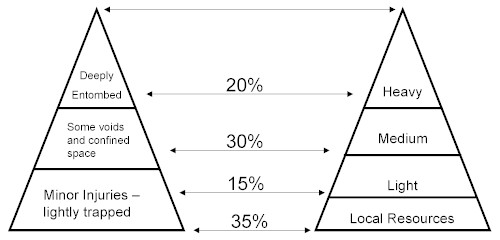 Deeply
Entombed
20%
Heavy
Some voids
and confined
space
30%
Medium
Minor Injuries –
lightly trapped
15%
Light
35%
Local Resources